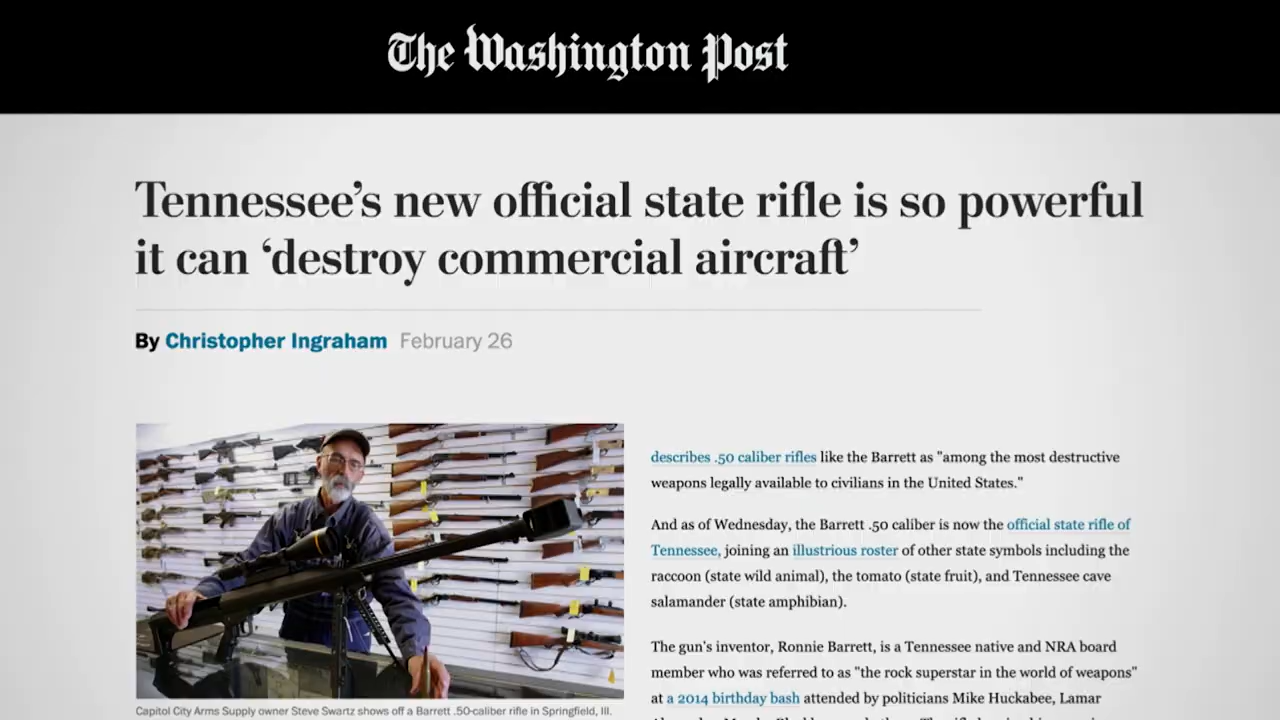 The Washington Post
Tennessee’s new official state rifle is so powerful
it can ‘destroy commercial aircraft’
By Christopher Ingraham February 26
describes .50 caliber rifles like the Barrett as "among the most destructive
weapons legally available to civilians in the United States."
And as of Wednesday, the Barrett .50 caliber is now the official state rifle of
Tennessee, joining an illustrious roster of other state symbols including the
raccoon (state wild animal), the tomato (state fruit), and Tennessee cave
salamander (state amphibian).
The gun's inventor, Ronnie Barrett, is a Tennessee native and NRA board
member who was referred to as "the rock superstar in the world of weapons"
at a 2014 birthday bash attended by politicians Mike Huckabee, Lamar
Capitol City Arms Supply owner Steve Swartz shows off a Barrett .50-caliber rifle in Springfield, Ill.